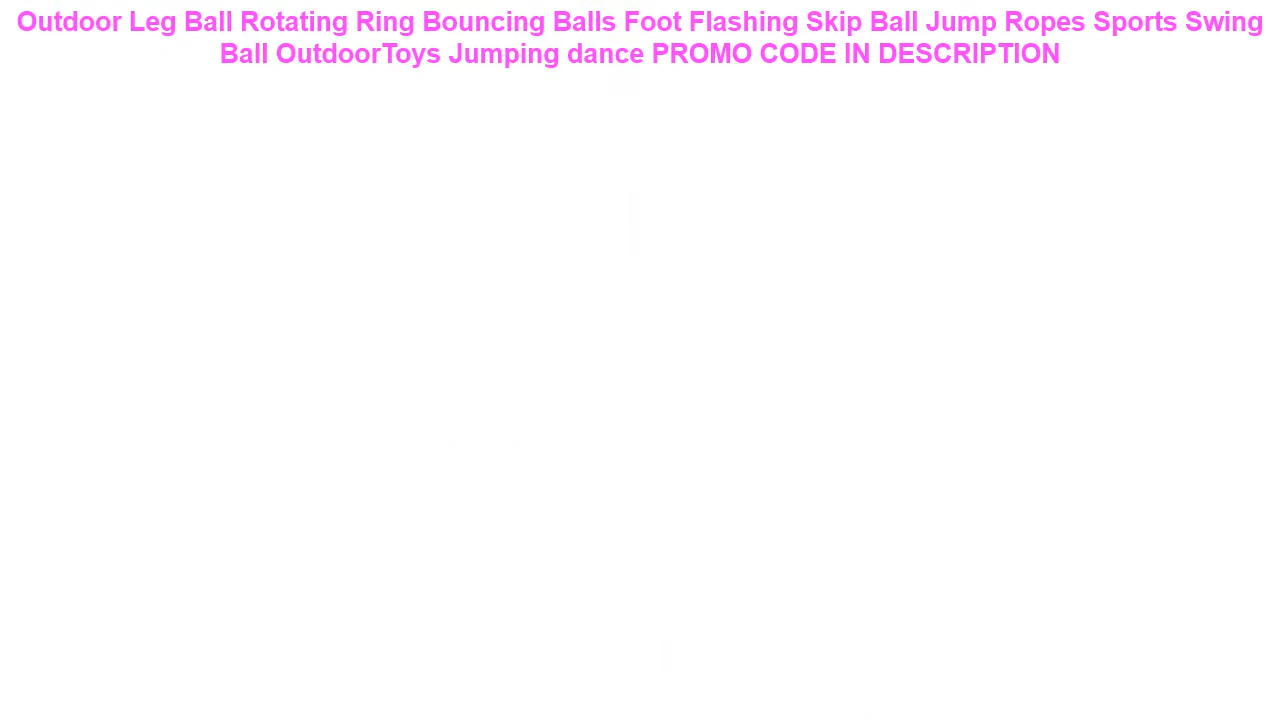 Outdoor Leg Ball Rotating Ring Bouncing Balls Foot Flashing Skip Ball Jump Ropes Sports Swing
Ball OutdoorToys Jumping dance PROMO CODE IN DESCRIPTION